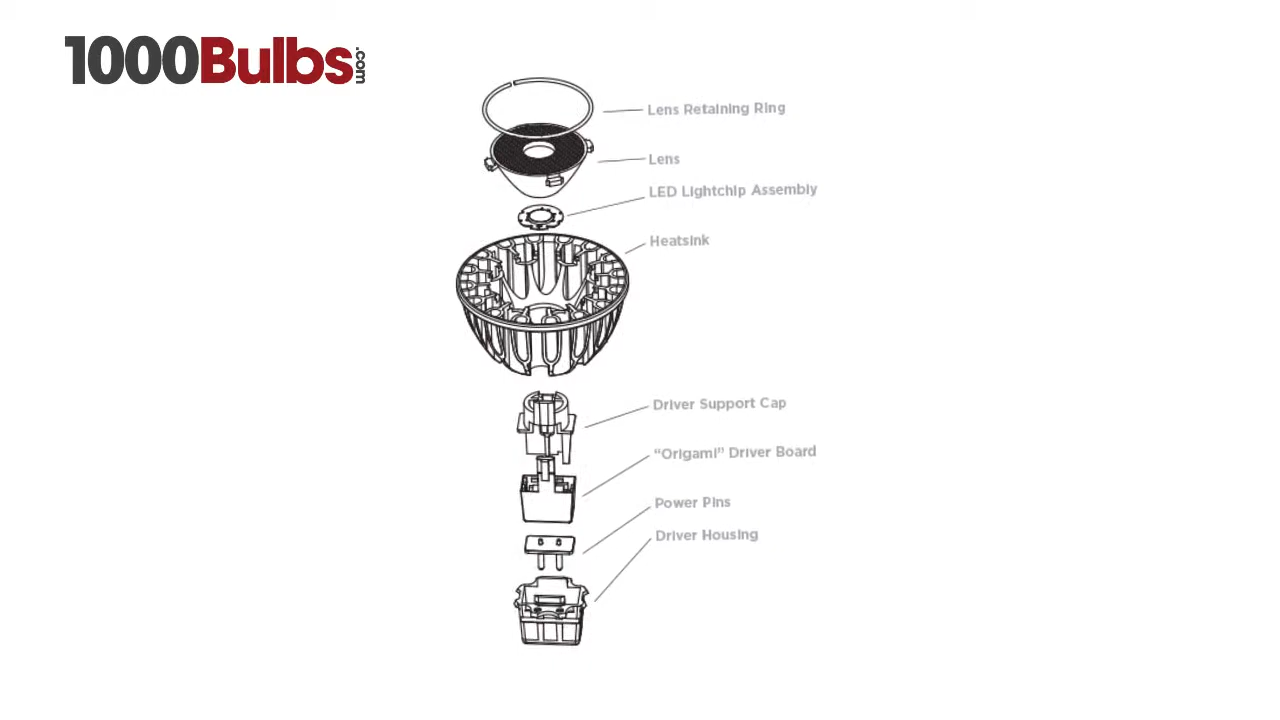 1000Bulbs.com
Lens Retaining Ring
Lens
LED Lightchip Assembly
Heatsink
Driver Support Cap
“Origami” Driver Board
Power Pins
Driver Housing